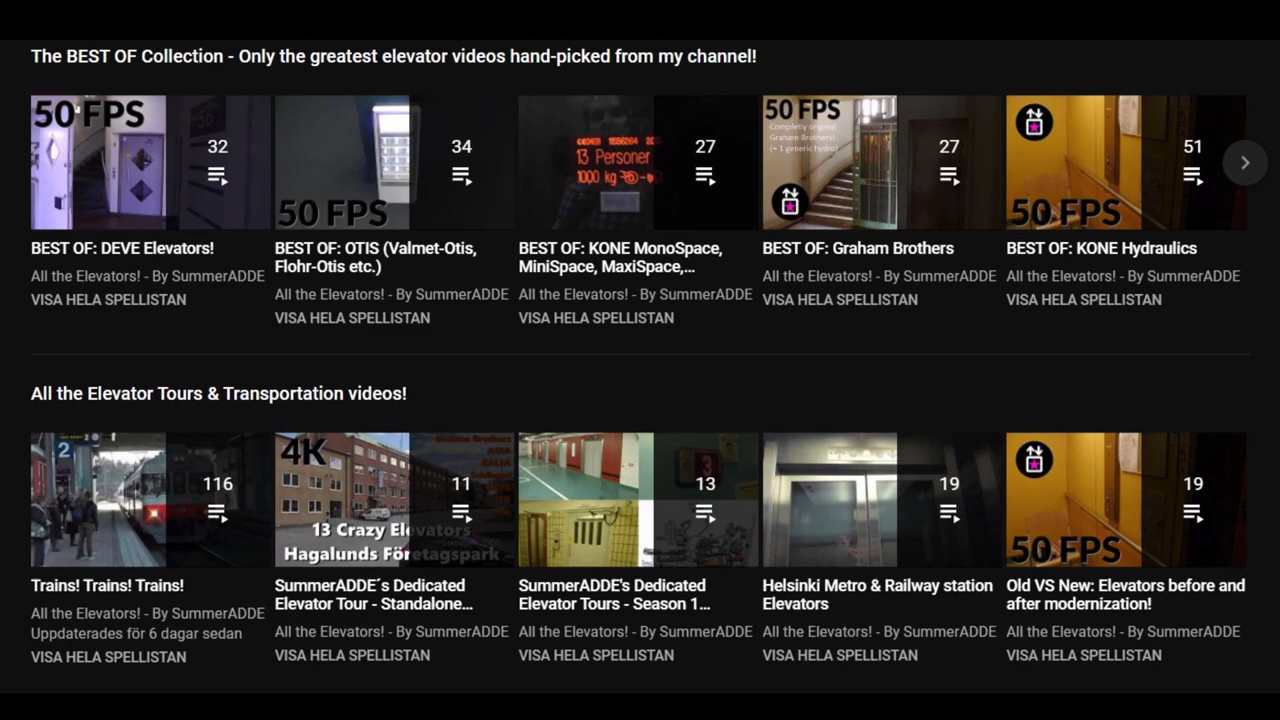 The BEST OF Collection - Only the greatest elevator videos hand-picked from my channel!
50 FPS
32
BEST OF: DEVE Elevators!
All the Elevators! - By SummerADDE
VISA HELA SPELLISTAN
50 FPS
34
BEST OF: OTIS (Valmet-Otis,
Flohr-Otis etc.)
All the Elevators! - By SummerADDE
VISA HELA SPELLISTAN
13 Personer
1000 kg
27
BEST OF: KONE MonoSpace,
MiniSpace, MaxiSpace,...
All the Elevators! - By SummerADDE
VISA HELA SPELLISTAN
50 FPS
Completly original
Graham Brothers!
(+ 1 generic hydro)
27
BEST OF: Graham Brothers
All the Elevators! - By SummerADDE
VISA HELA SPELLISTAN
50 FPS
51
BEST OF: KONE Hydraulics
All the Elevators! - By SummerADDE
VISA HELA SPELLISTAN
All the Elevator Tours & Transportation videos!
2
116
Trains! Trains! Trains!
All the Elevators! - By SummerADDE
Uppdaterades för 6 dagar sedan
VISA HELA SPELLISTAN
4K
11
13 Crazy Elevators
Hagalunds Företagspark
SummerADDE´s Dedicated
Elevator Tour - Standalone...
All the Elevators! - By SummerADDE
VISA HELA SPELLISTAN
3
13
SummerADDE's Dedicated
Elevator Tours - Season 1...
All the Elevators! - By SummerADDE
VISA HELA SPELLISTAN
19
Helsinki Metro & Railway station
Elevators
All the Elevators! - By SummerADDE
VISA HELA SPELLISTAN
50 FPS
19
Old VS New: Elevators before and
after modernization!
All the Elevators! - By SummerADDE
VISA HELA SPELLISTAN